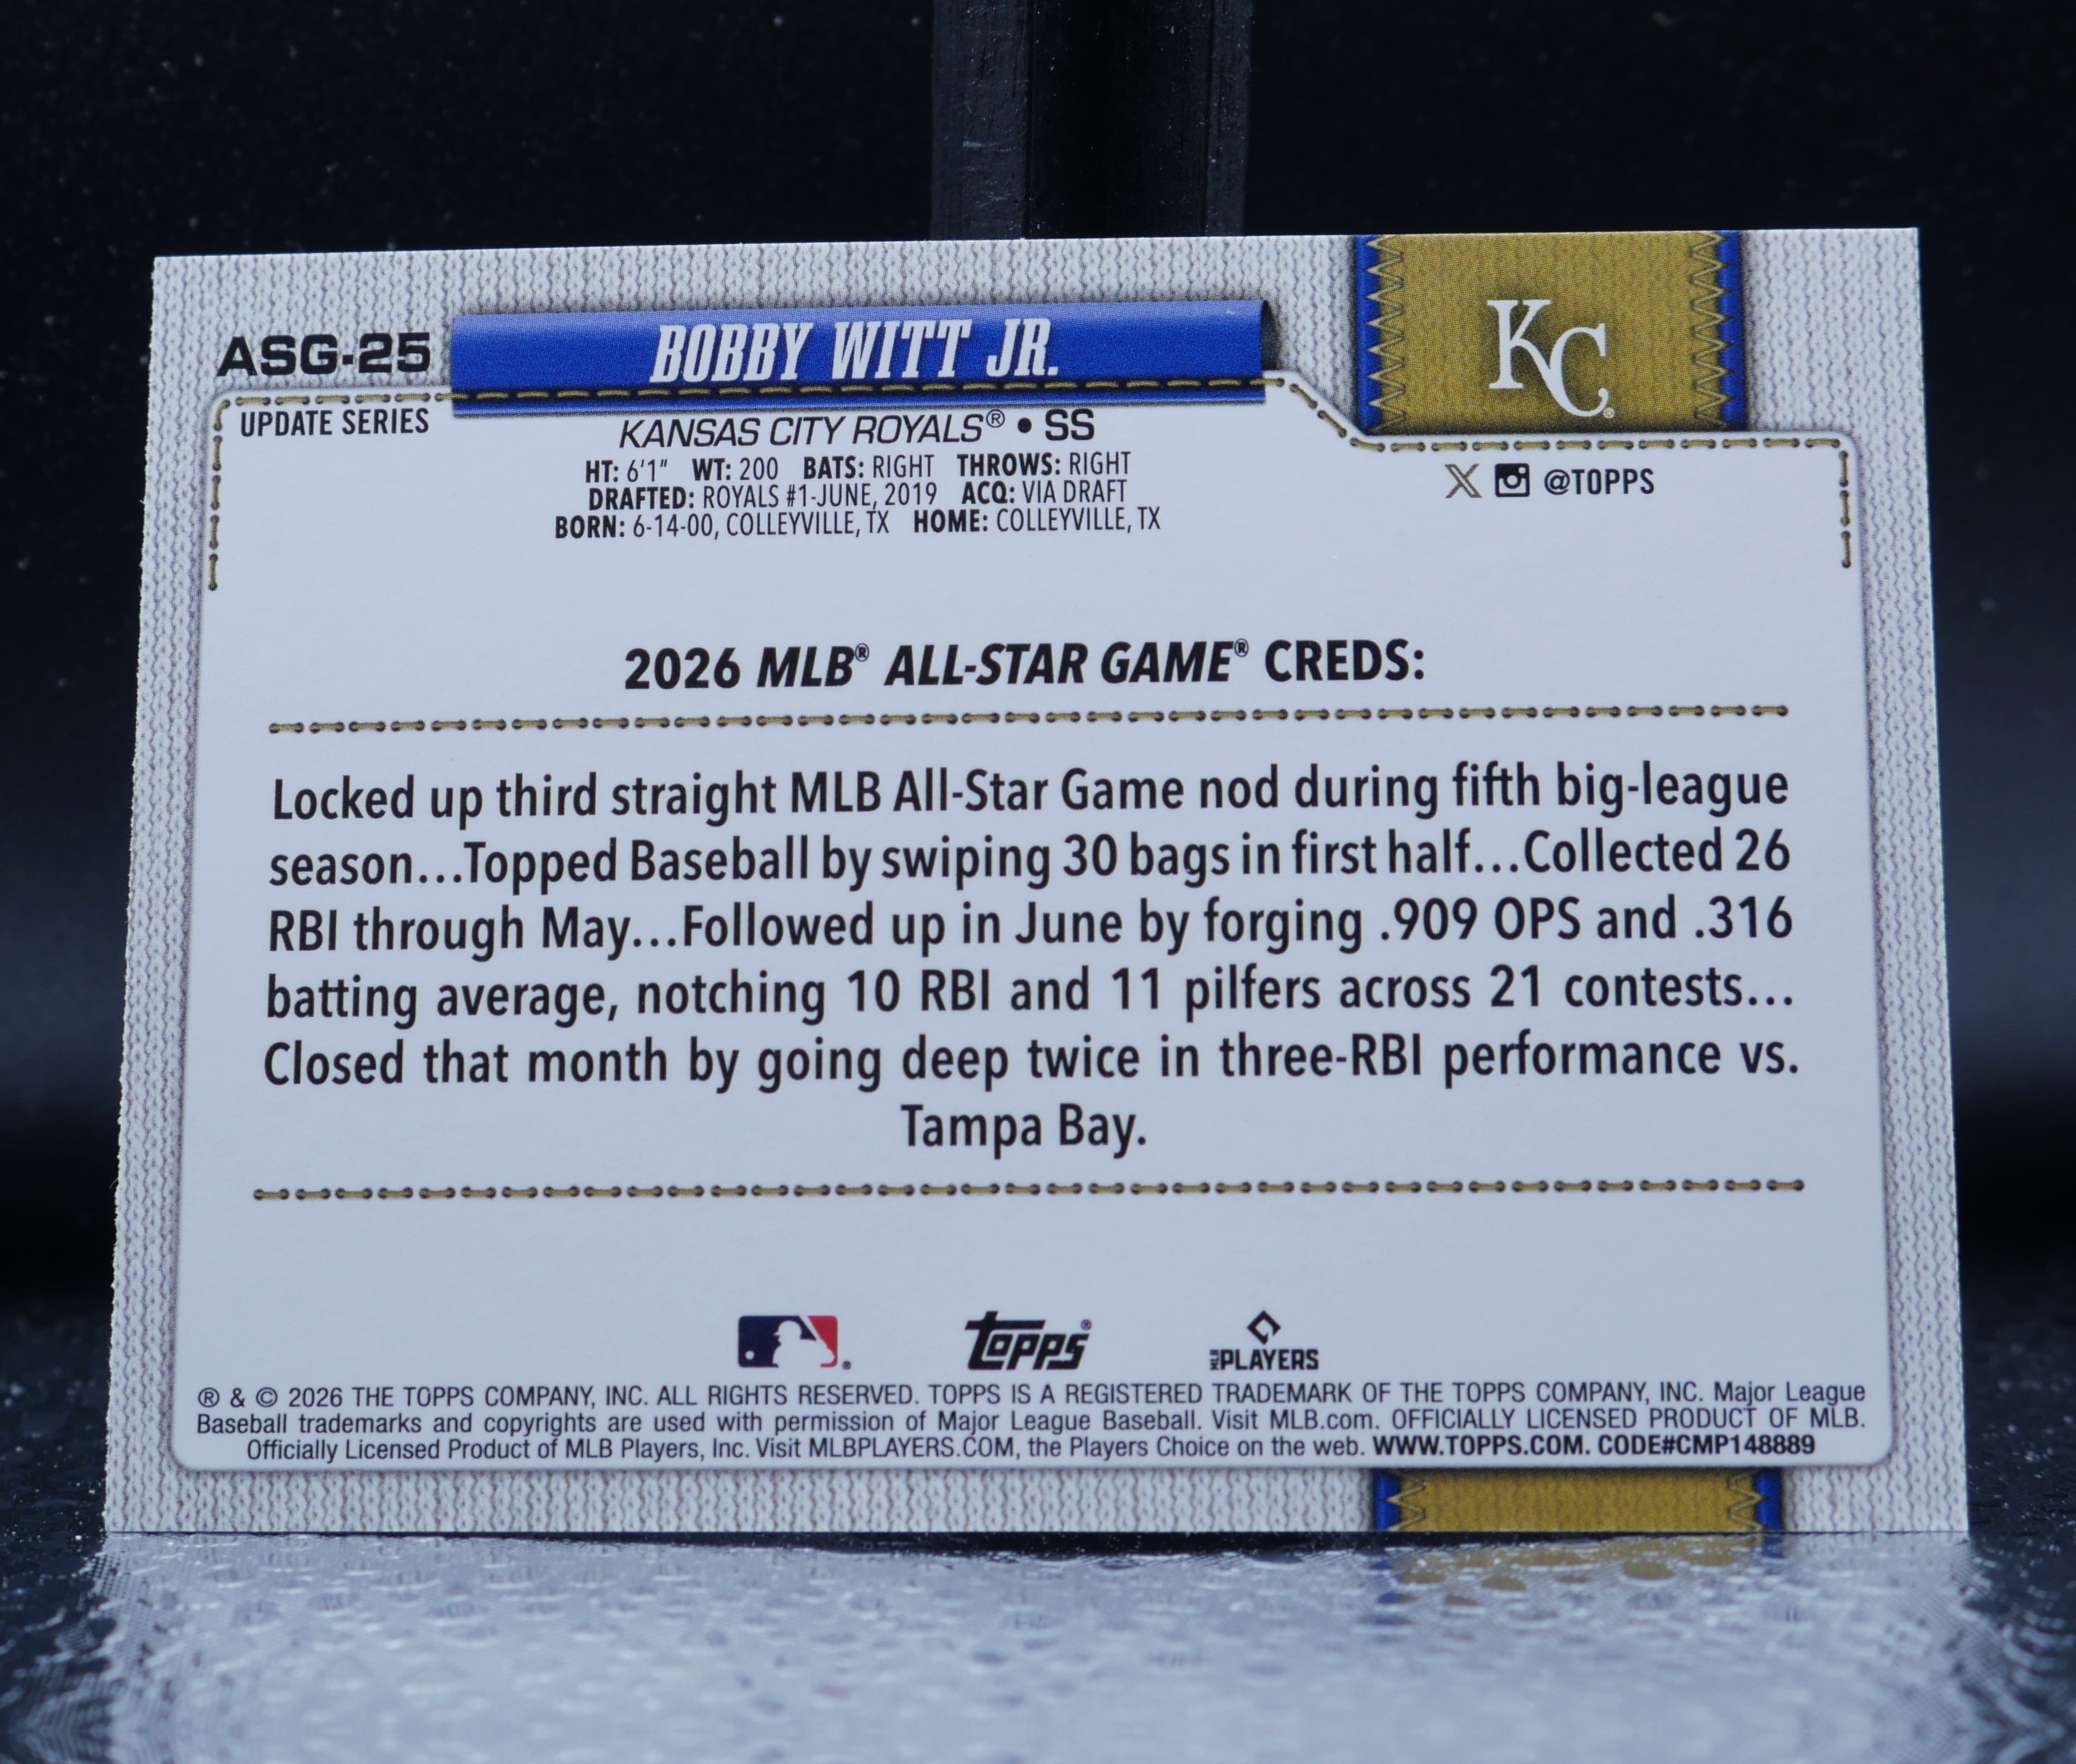 ASG-25
BOBBY WITT JR.
KC
UPDATE SERIES
KANSAS CITY ROYALS® • SS
HT: 6'1" WT: 200 BATS: RIGHT THROWS: RIGHT
DRAFTED: ROYALS #1-JUNE, 2019 ACQ: VIA DRAFT
BORN: 6-14-00, COLLEYVILLE, TX HOME: COLLEYVILLE, TX
X @TOPPS
2026 MLB® ALL-STAR GAME® CREDS:
Locked up third straight MLB All-Star Game nod during fifth big-league
season...Topped Baseball by swiping 30 bags in first half...Collected 26
RBI through May...Followed up in June by forging .909 OPS and .316
batting average, notching 10 RBI and 11 pilfers across 21 contests...
Closed that month by going deep twice in three-RBI performance vs.
Tampa Bay.
topps®
MLB PLAYERS
® & © 2026 THE TOPPS COMPANY, INC. ALL RIGHTS RESERVED. TOPPS IS A REGISTERED TRADEMARK OF THE TOPPS COMPANY, INC. Major League
Baseball trademarks and copyrights are used with permission of Major League Baseball. Visit MLB.com. OFFICIALLY LICENSED PRODUCT OF MLB.
Officially Licensed Product of MLB Players, Inc. Visit MLBPLAYERS.COM, the Players Choice on the web. WWW.TOPPS.COM. CODE#CMP148889